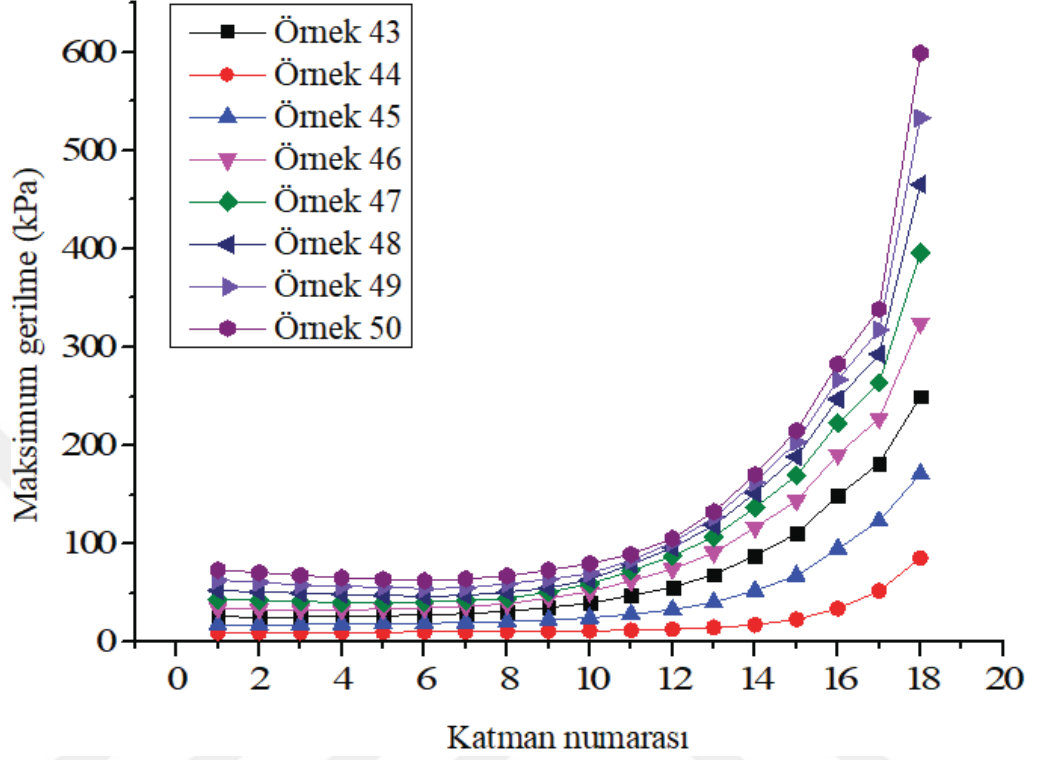 Örnek 43
Örnek 44
Örnek 45
Örnek 46
Örnek 47
Örnek 48
Örnek 49
Örnek 50
600
500
400
300
200
100
0
Maksimum gerilme (kPa)
0 2 4 6 8 10 12 14 16 18 20
Katman numarası